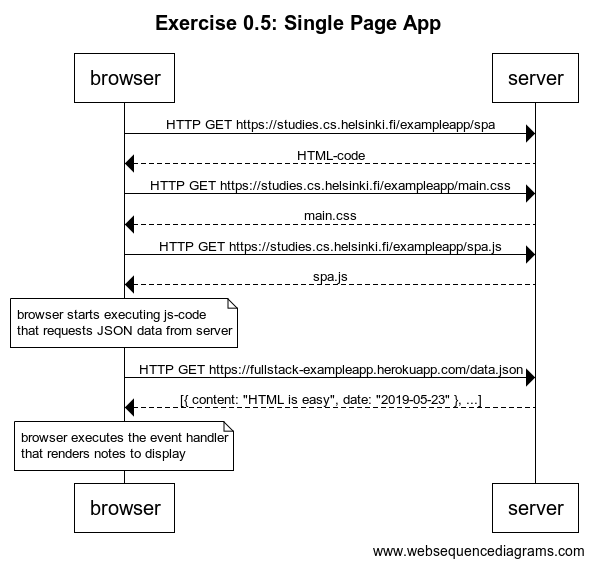 Exercise 0.5: Single Page App
browser
server
HTTP GET https://studies.cs.helsinki.fi/exampleapp/spa
HTML-code
HTTP GET https://studies.cs.helsinki.fi/exampleapp/main.css
main.css
HTTP GET https://studies.cs.helsinki.fi/exampleapp/spa.js
spa.js
browser starts executing js-code
that requests JSON data from server
HTTP GET https://fullstack-exampleapp.herokuapp.com/data.json
[{ content: "HTML is easy", date: "2019-05-23" }, ...]
browser executes the event handler
that renders notes to display
browser
server
www.websequencediagrams.com